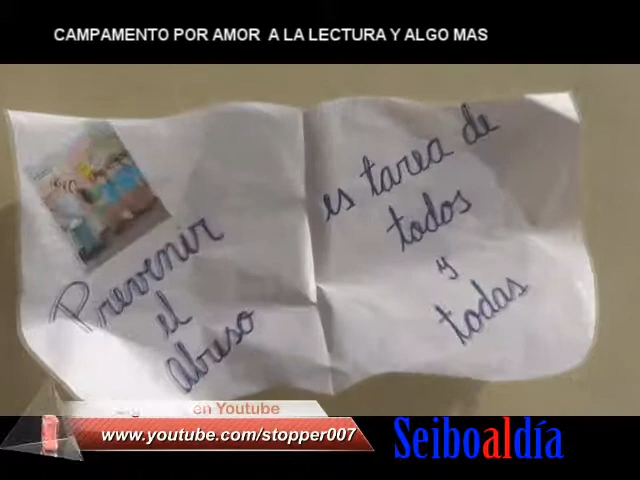 CAMPAMENTO POR AMOR A LA LECTURA Y ALGO MAS
Prevenir
el
abuso
es tarea de
todos
y
todas
en Youtube
www.youtube.com/stopper007
Seiboaldía